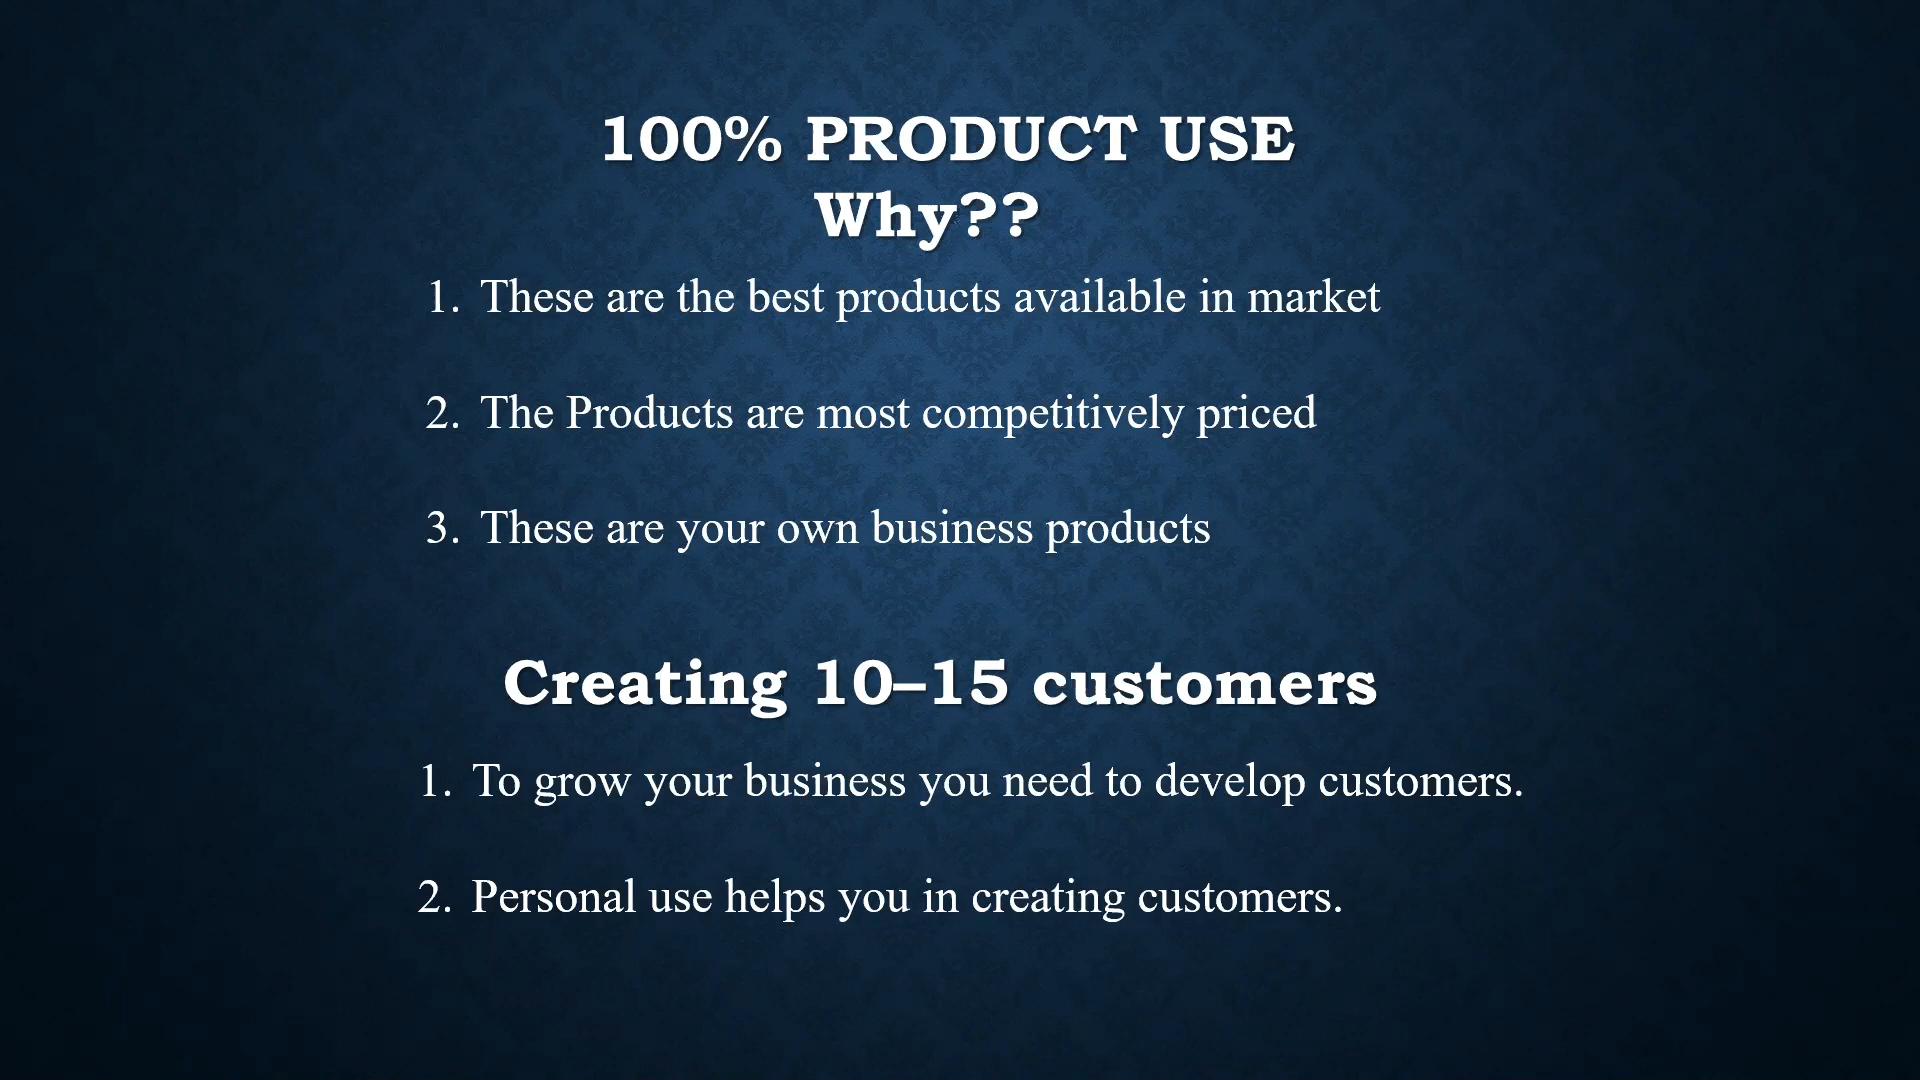 100% PRODUCT USE
Why??
1. These are the best products available in market
2. The Products are most competitively priced
3. These are your own business products
Creating 10–15 customers
1. To grow your business you need to develop customers.
2. Personal use helps you in creating customers.